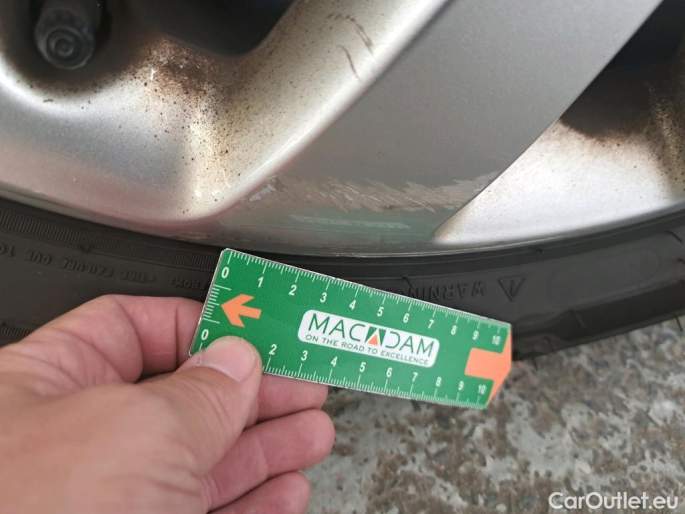 WARNING
0 1 2 3 4 5 6 7 8 9 10
MACADAM
ON THE ROAD TO EXCELLENCE
0 2 3 4 5 6 7 8 9 10
CarOutlet.eu